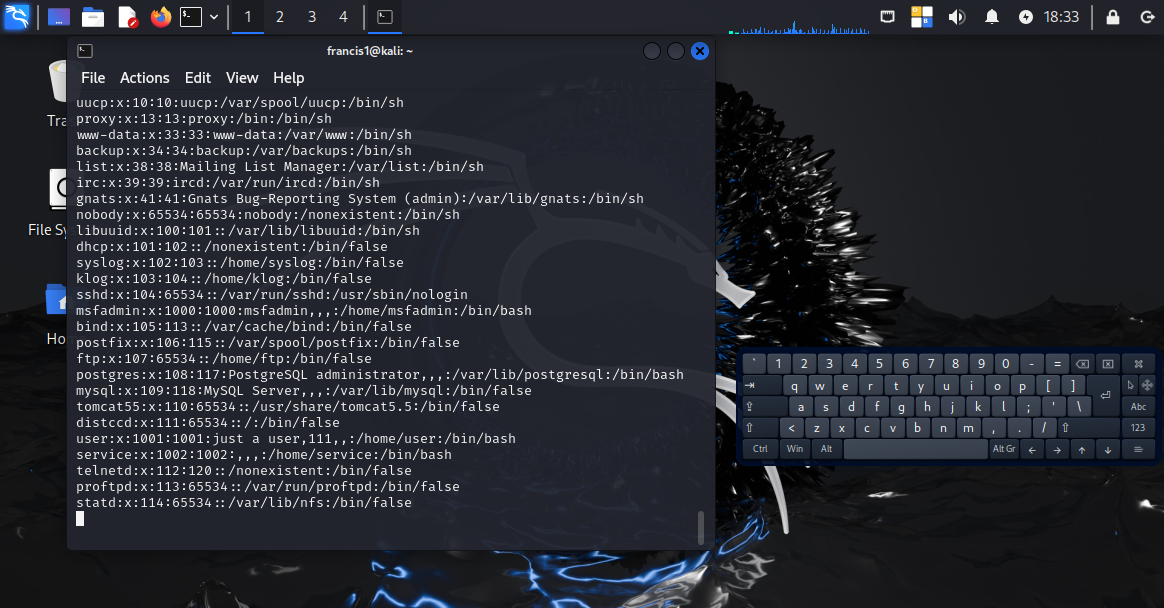 1 2 3 4
18:33
francis1@kali: ~
File Actions Edit View Help
uucp:x:10:10:uucp:/var/spool/uucp:/bin/sh
proxy:x:13:13:proxy:/bin:/bin/sh
www-data:x:33:33:www-data:/var/www:/bin/sh
backup:x:34:34:backup:/var/backups:/bin/sh
list:x:38:38:Mailing List Manager:/var/list:/bin/sh
irc:x:39:39:ircd:/var/run/ircd:/bin/sh
gnats:x:41:41:Gnats Bug-Reporting System (admin):/var/lib/gnats:/bin/sh
nobody:x:65534:65534:nobody:/nonexistent:/bin/sh
libuuid:x:100:101::/var/lib/libuuid:/bin/sh
dhcp:x:101:102::/nonexistent:/bin/false
syslog:x:102:103::/home/syslog:/bin/false
klog:x:103:104::/home/klog:/bin/false
sshd:x:104:65534::/var/run/sshd:/usr/sbin/nologin
msfadmin:x:1000:1000:msfadmin,,,:/home/msfadmin:/bin/bash
bind:x:105:113::/var/cache/bind:/bin/false
postfix:x:106:115::/var/spool/postfix:/bin/false
ftp:x:107:65534::/home/ftp:/bin/false
postgres:x:108:117:PostgreSQL administrator,,,:/var/lib/postgresql:/bin/bash
mysql:x:109:118:MySQL Server,,,:/var/lib/mysql:/bin/false
tomcat55:x:110:65534::/usr/share/tomcat5.5:/bin/false
distccd:x:111:65534::/:/bin/false
user:x:1001:1001:just a user,111,,:/home/user:/bin/bash
service:x:1002:1002:,,,:/home/service:/bin/bash
telnetd:x:112:120::/nonexistent:/bin/false
proftpd:x:113:65534::/var/run/proftpd:/bin/false
statd:x:114:65534::/var/lib/nfs:/bin/false
Tra
File Sy
Ho
` 1 2 3 4 5 6 7 8 9 0 - =
q w e r t y u i o p [ ]
a s d f g h j k l ; ' \ Abc
< z x c v b n m , . / 123
Ctrl Win Alt Alt Gr ← → ↑ ↓